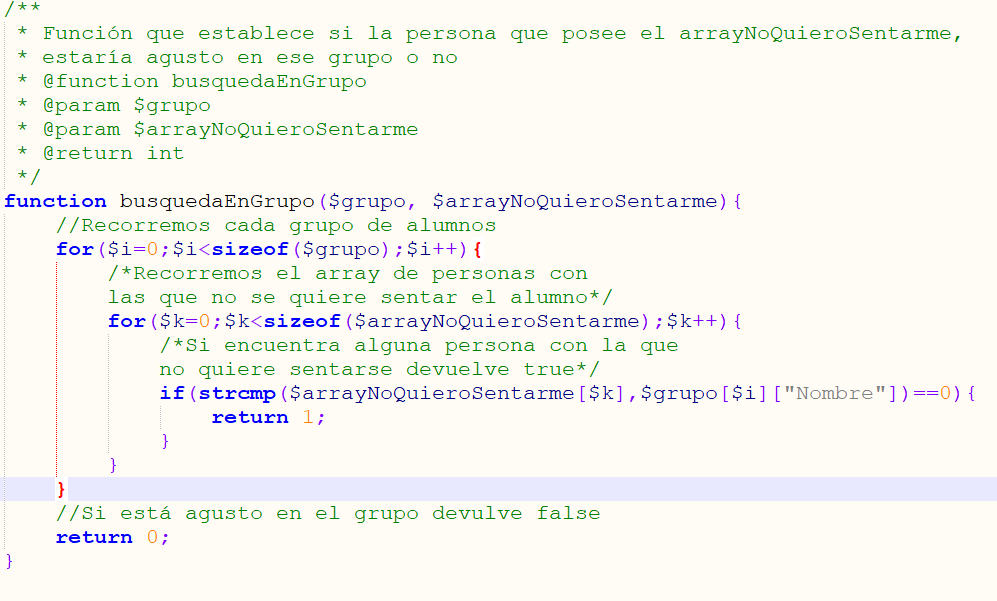 /**
 * Función que establece si la persona que posee el arrayNoQuieroSentarme,
 * estaría agusto en ese grupo o no
 * @function busquedaEnGrupo
 * @param $grupo
 * @param $arrayNoQuieroSentarme
 * @return int
 */
function busquedaEnGrupo($grupo, $arrayNoQuieroSentarme){
    //Recorremos cada grupo de alumnos
    for($i=0;$i<sizeof($grupo);$i++){
        /*Recorremos el array de personas con
        las que no se quiere sentar el alumno*/
        for($k=0;$k<sizeof($arrayNoQuieroSentarme);$k++){
            /*Si encuentra alguna persona con la que
            no quiere sentarse devuelve true*/
            if(strcmp($arrayNoQuieroSentarme[$k],$grupo[$i]["Nombre"])==0){
                return 1;
            }
        }
    }
    //Si está agusto en el grupo devulve false
    return 0;
}